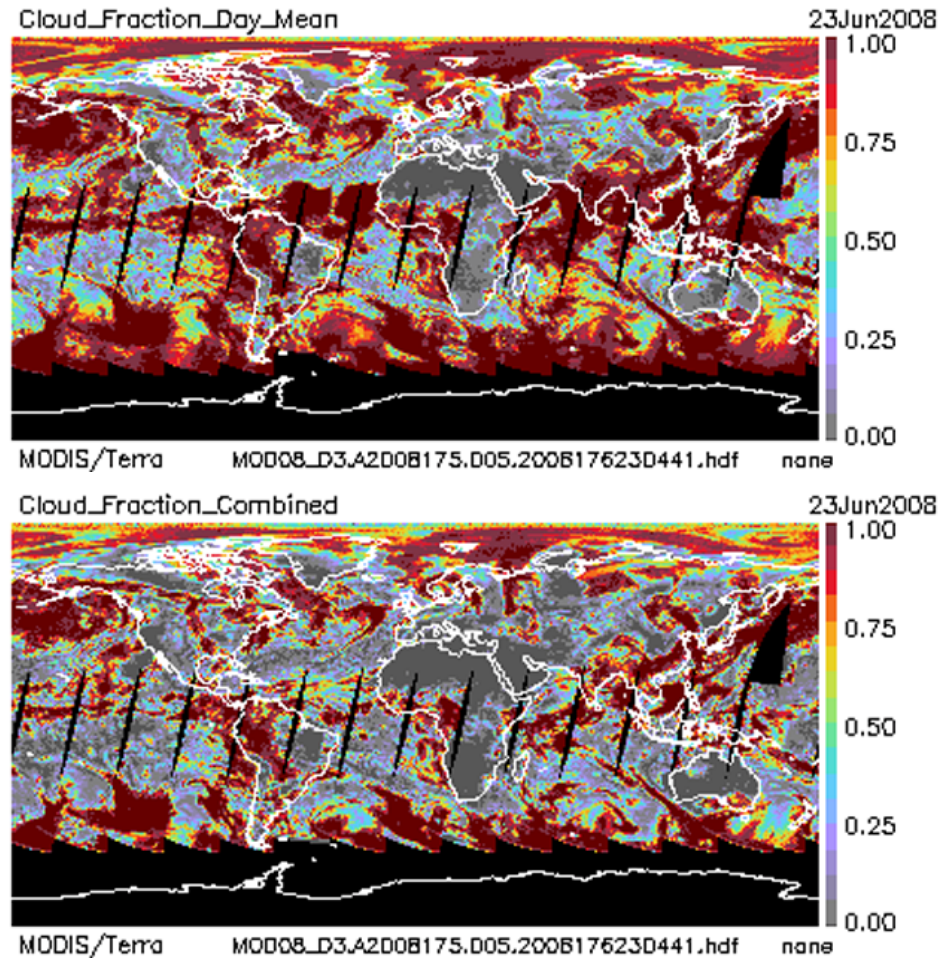 Cloud_Fraction_Day_Mean 23Jun2008
1.00
0.75
0.50
0.25
0.00
MODIS/Terra MOD08_D3.A2008175.005.2008176230441.hdf none
Cloud_Fraction_Combined 23Jun2008
1.00
0.75
0.50
0.25
0.00
MODIS/Terra MOD08_D3.A2008175.005.2008176230441.hdf none